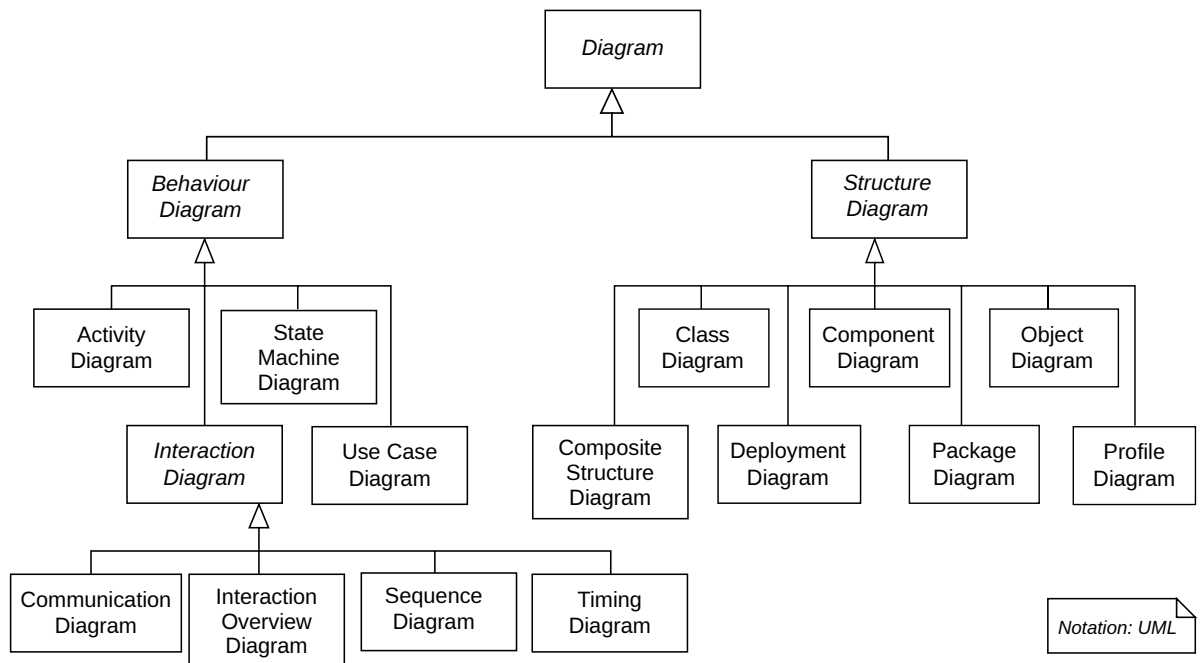 Diagram
Behaviour
Diagram
Structure
Diagram
Activity
Diagram
State
Machine
Diagram
Class
Diagram
Component
Diagram
Object
Diagram
Interaction
Diagram
Use Case
Diagram
Composite
Structure
Diagram
Deployment
Diagram
Package
Diagram
Profile
Diagram
Communication
Diagram
Interaction
Overview
Diagram
Sequence
Diagram
Timing
Diagram
Notation: UML